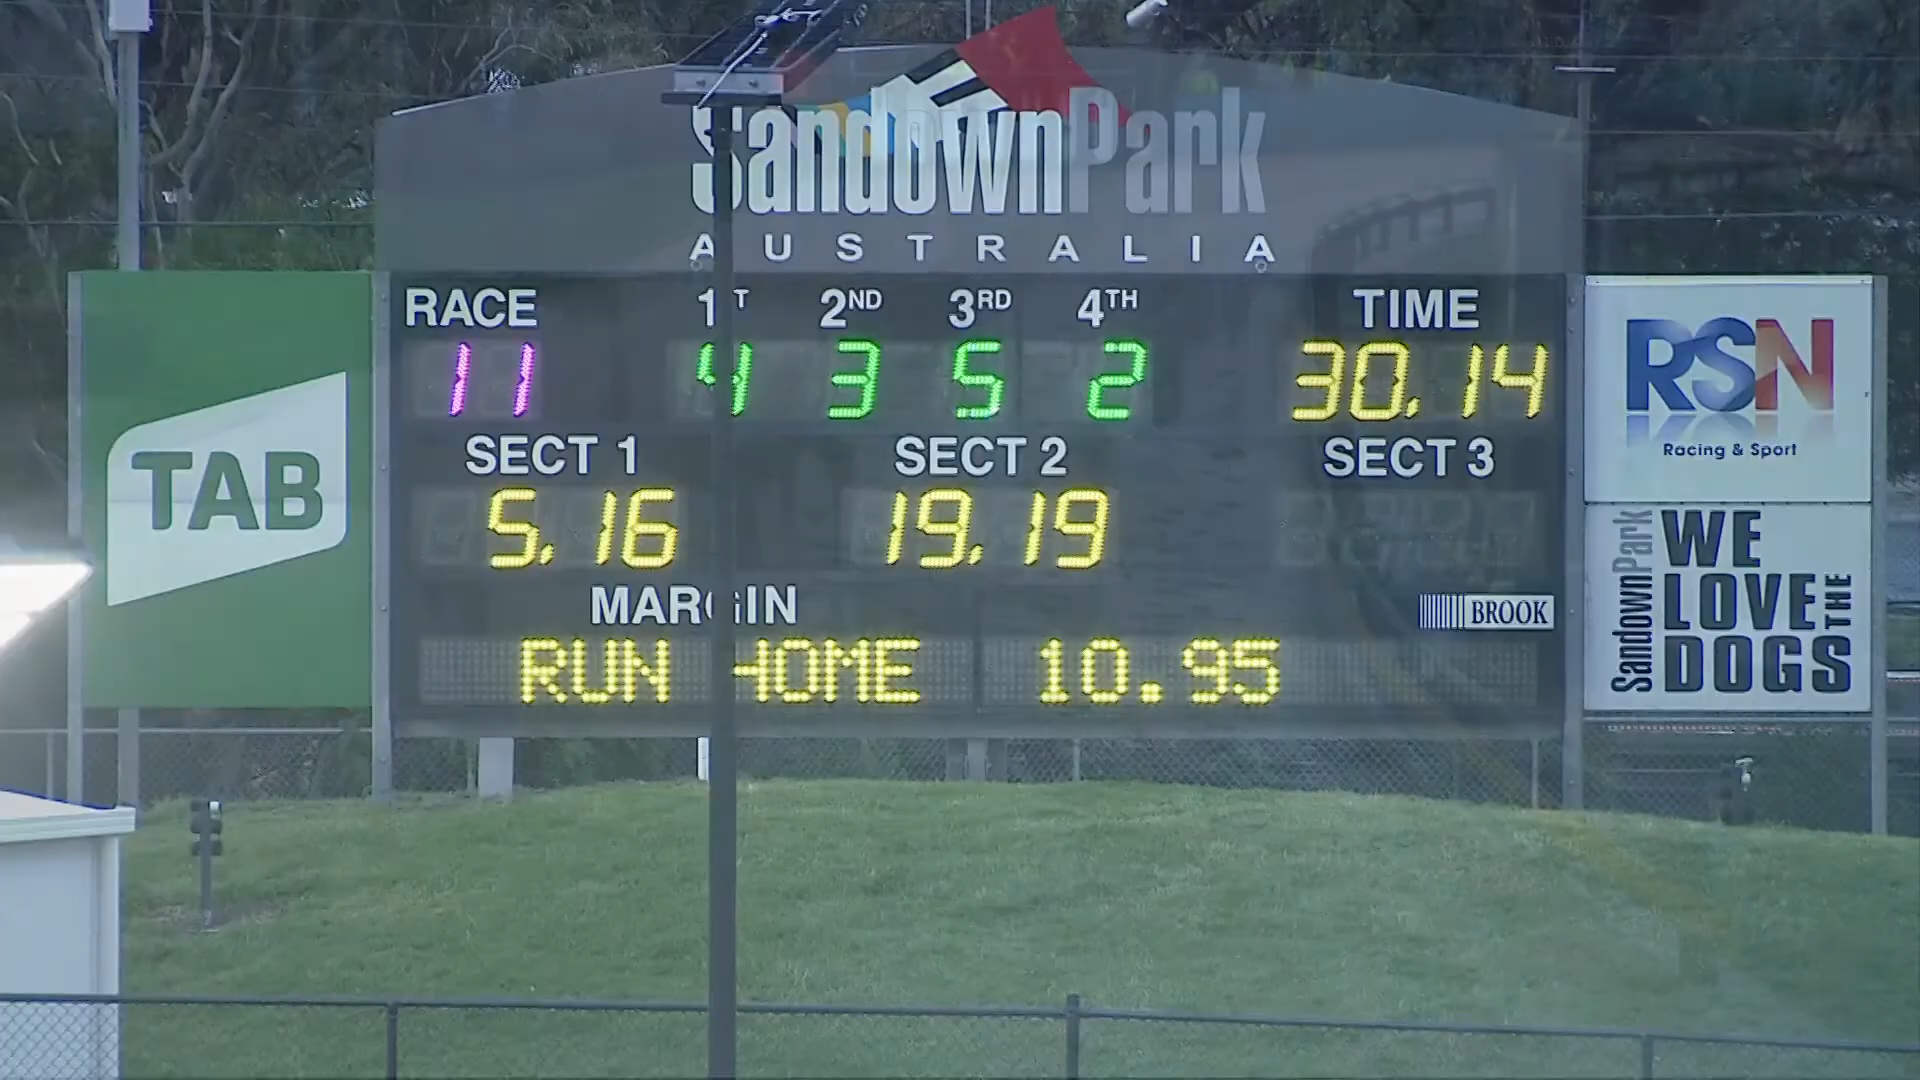 SandownPark
AUSTRALIA
RACE 1ST 2ND 3RD 4TH TIME
11 4 3 5 2 30.14
SECT 1 SECT 2 SECT 3
5.16 19.19
MARGIN
BROOK
RUN HOME 10.95
TAB
RSN
Racing & Sport
SandownPark
WE
LOVE THE
DOGS